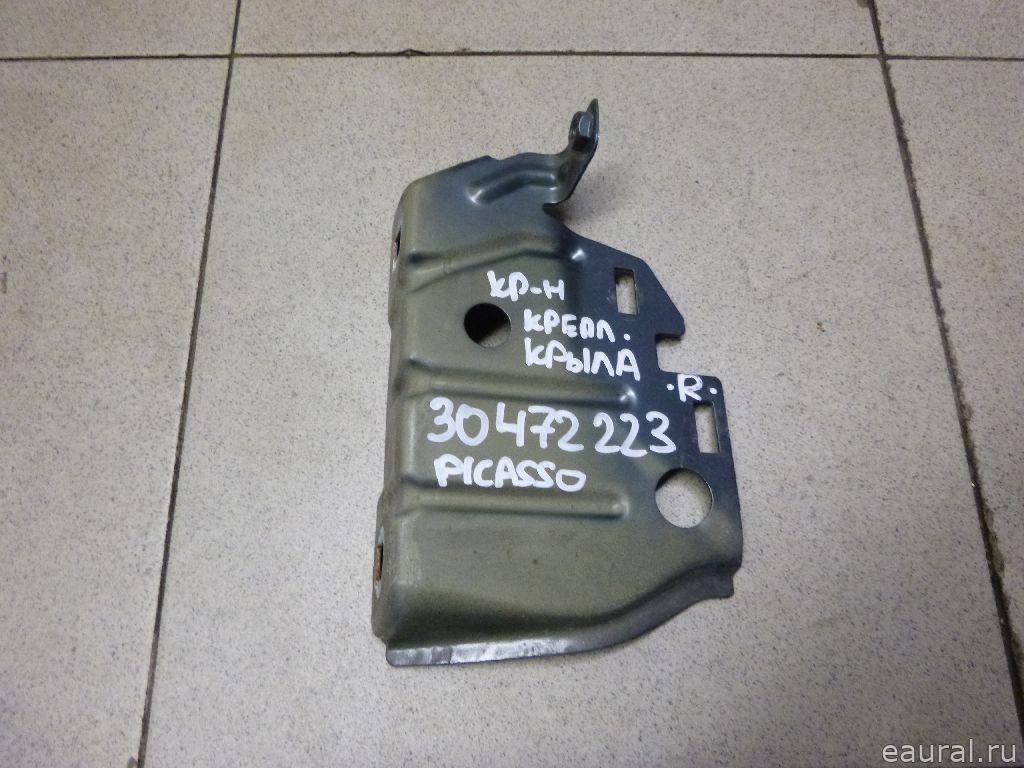 КР-Н
КРЕПЛ.
КРЫЛА
.R.
30472223
PICASSO
eaural.ru